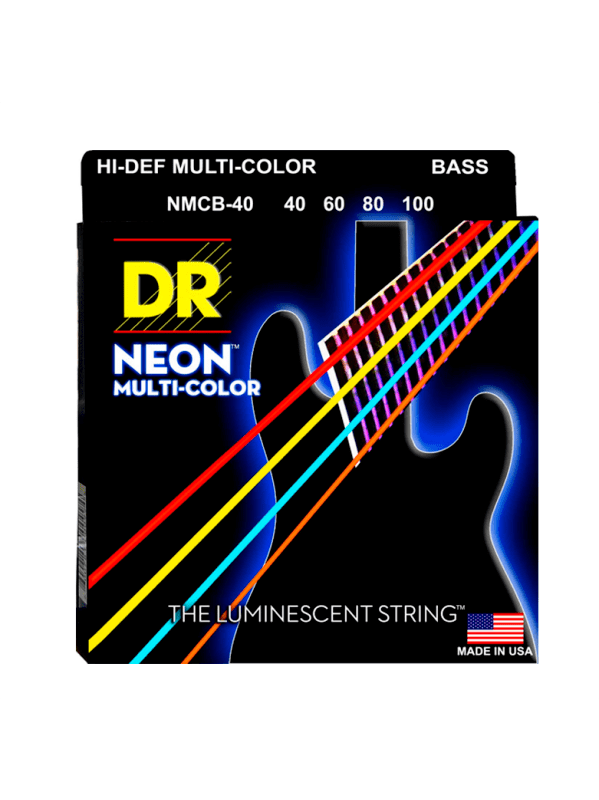 HI-DEF MULTI-COLOR BASS
NMCB-40 40 60 80 100
DR
NEON™
MULTI-COLOR
THE LUMINESCENT STRING™
MADE IN USA